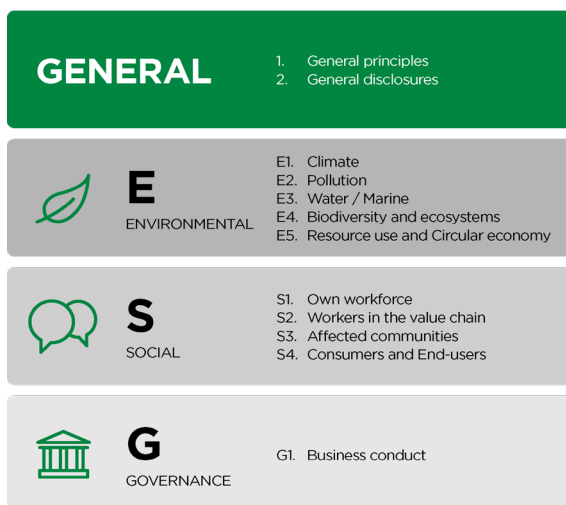 GENERAL
1. General principles
2. General disclosures
E
ENVIRONMENTAL
E1. Climate
E2. Pollution
E3. Water / Marine
E4. Biodiversity and ecosystems
E5. Resource use and Circular economy
S
SOCIAL
S1. Own workforce
S2. Workers in the value chain
S3. Affected communities
S4. Consumers and End-users
G
GOVERNANCE
G1. Business conduct